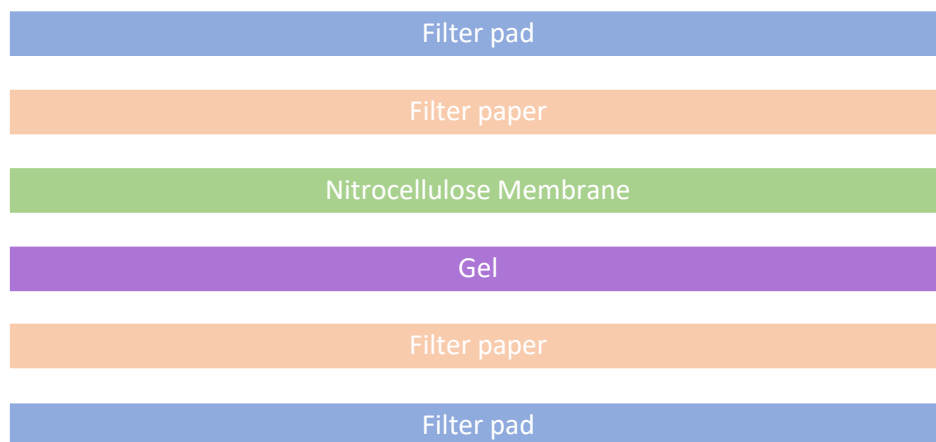 Filter pad
Filter paper
Nitrocellulose Membrane
Gel
Filter paper
Filter pad